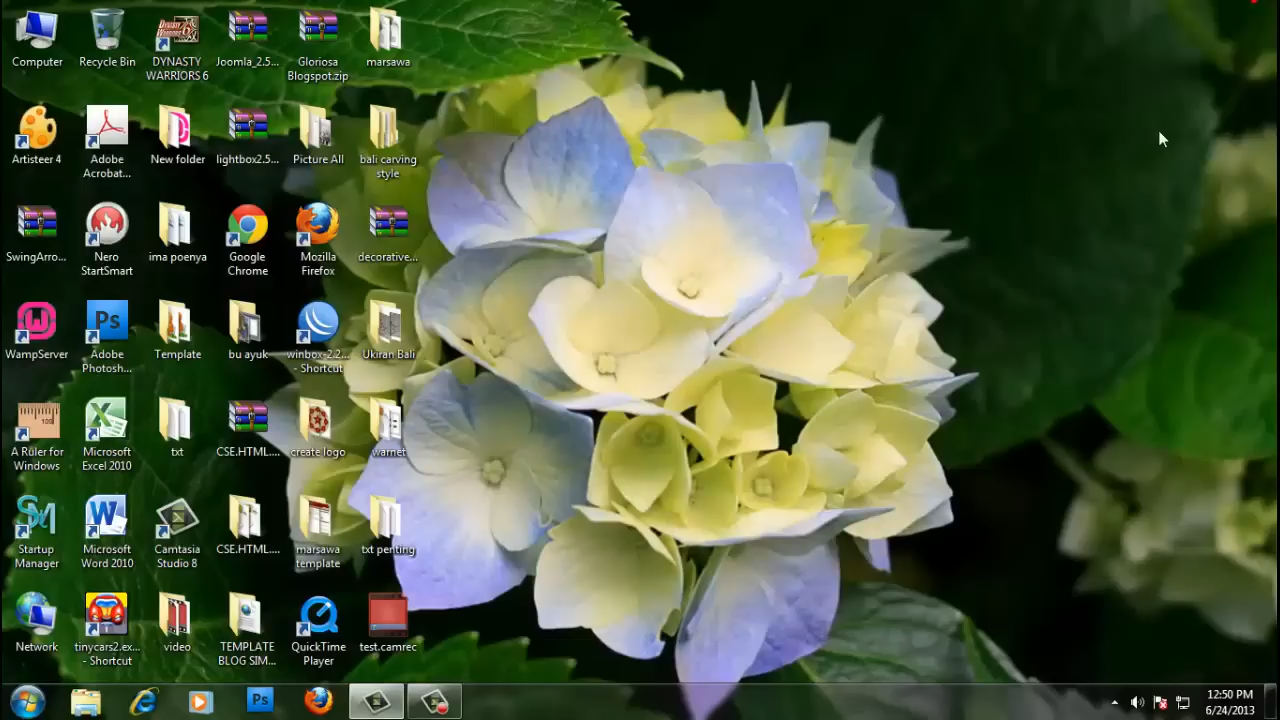 Computer
Recycle Bin
DYNASTY
WARRIORS 6
Joomla_2.5...
Gloriosa
Blogspot.zip
marsawa
Artisteer 4
Adobe
Acrobat...
New folder
lightbox2.5...
Picture All
bali carving
style
SwingArro...
Nero
StartSmart
ima poenya
Google
Chrome
Mozilla
Firefox
decorative...
WampServer
Adobe
Photosh...
Template
bu ayuk
winbox-2.2...
- Shortcut
Ukiran Bali
A Ruler for
Windows
Microsoft
Excel 2010
txt
CSE.HTML....
create logo
warnet
Startup
Manager
Microsoft
Word 2010
Camtasia
Studio 8
CSE.HTML....
marsawa
template
txt penting
Network
tinycars2.ex...
- Shortcut
video
TEMPLATE
BLOG SIM...
QuickTime
Player
test.camrec
12:50 PM
6/24/2013